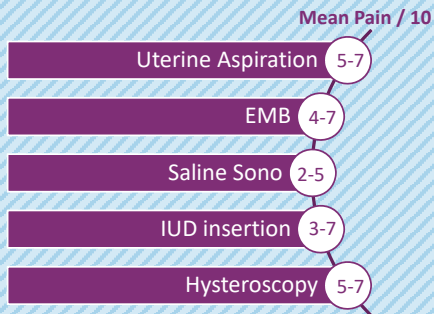 Mean Pain / 10
Uterine Aspiration 5-7
EMB 4-7
Saline Sono 2-5
IUD insertion 3-7
Hysteroscopy 5-7